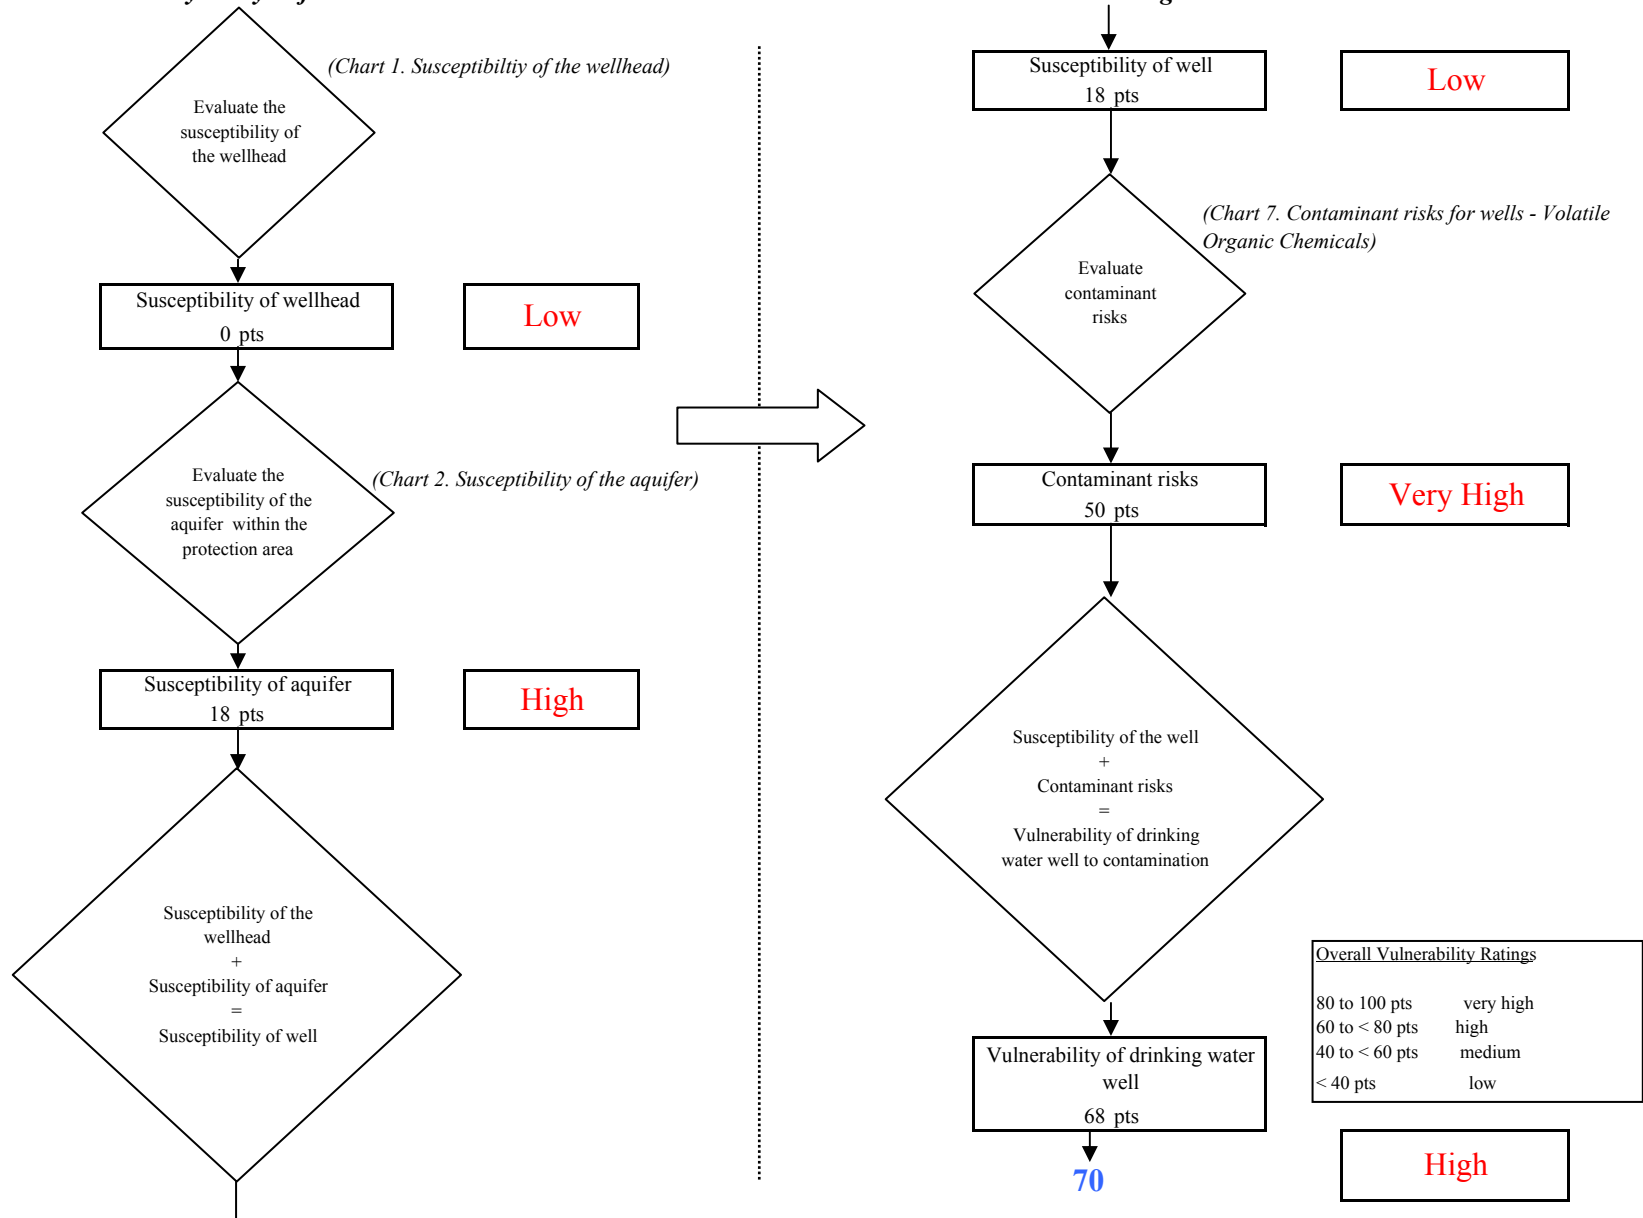 (Chart 1. Susceptibiltiy of the wellhead)
Evaluate the
susceptibility of
the wellhead
Susceptibility of wellhead
0 pts
Low
Evaluate the
susceptibility of the
aquifer within the
protection area
(Chart 2. Susceptibility of the aquifer)
Susceptibility of aquifer
18 pts
High
Susceptibility of the
wellhead
+
Susceptibility of aquifer
=
Susceptibility of well
Susceptibility of well
18 pts
Low
(Chart 7. Contaminant risks for wells - Volatile
Organic Chemicals)
Evaluate
contaminant
risks
Contaminant risks
50 pts
Very High
Susceptibility of the well
+
Contaminant risks
=
Vulnerability of drinking
water well to contamination
Overall Vulnerability Ratings
80 to 100 pts very high
60 to < 80 pts high
40 to < 60 pts medium
< 40 pts low
Vulnerability of drinking water
well
68 pts
70
High